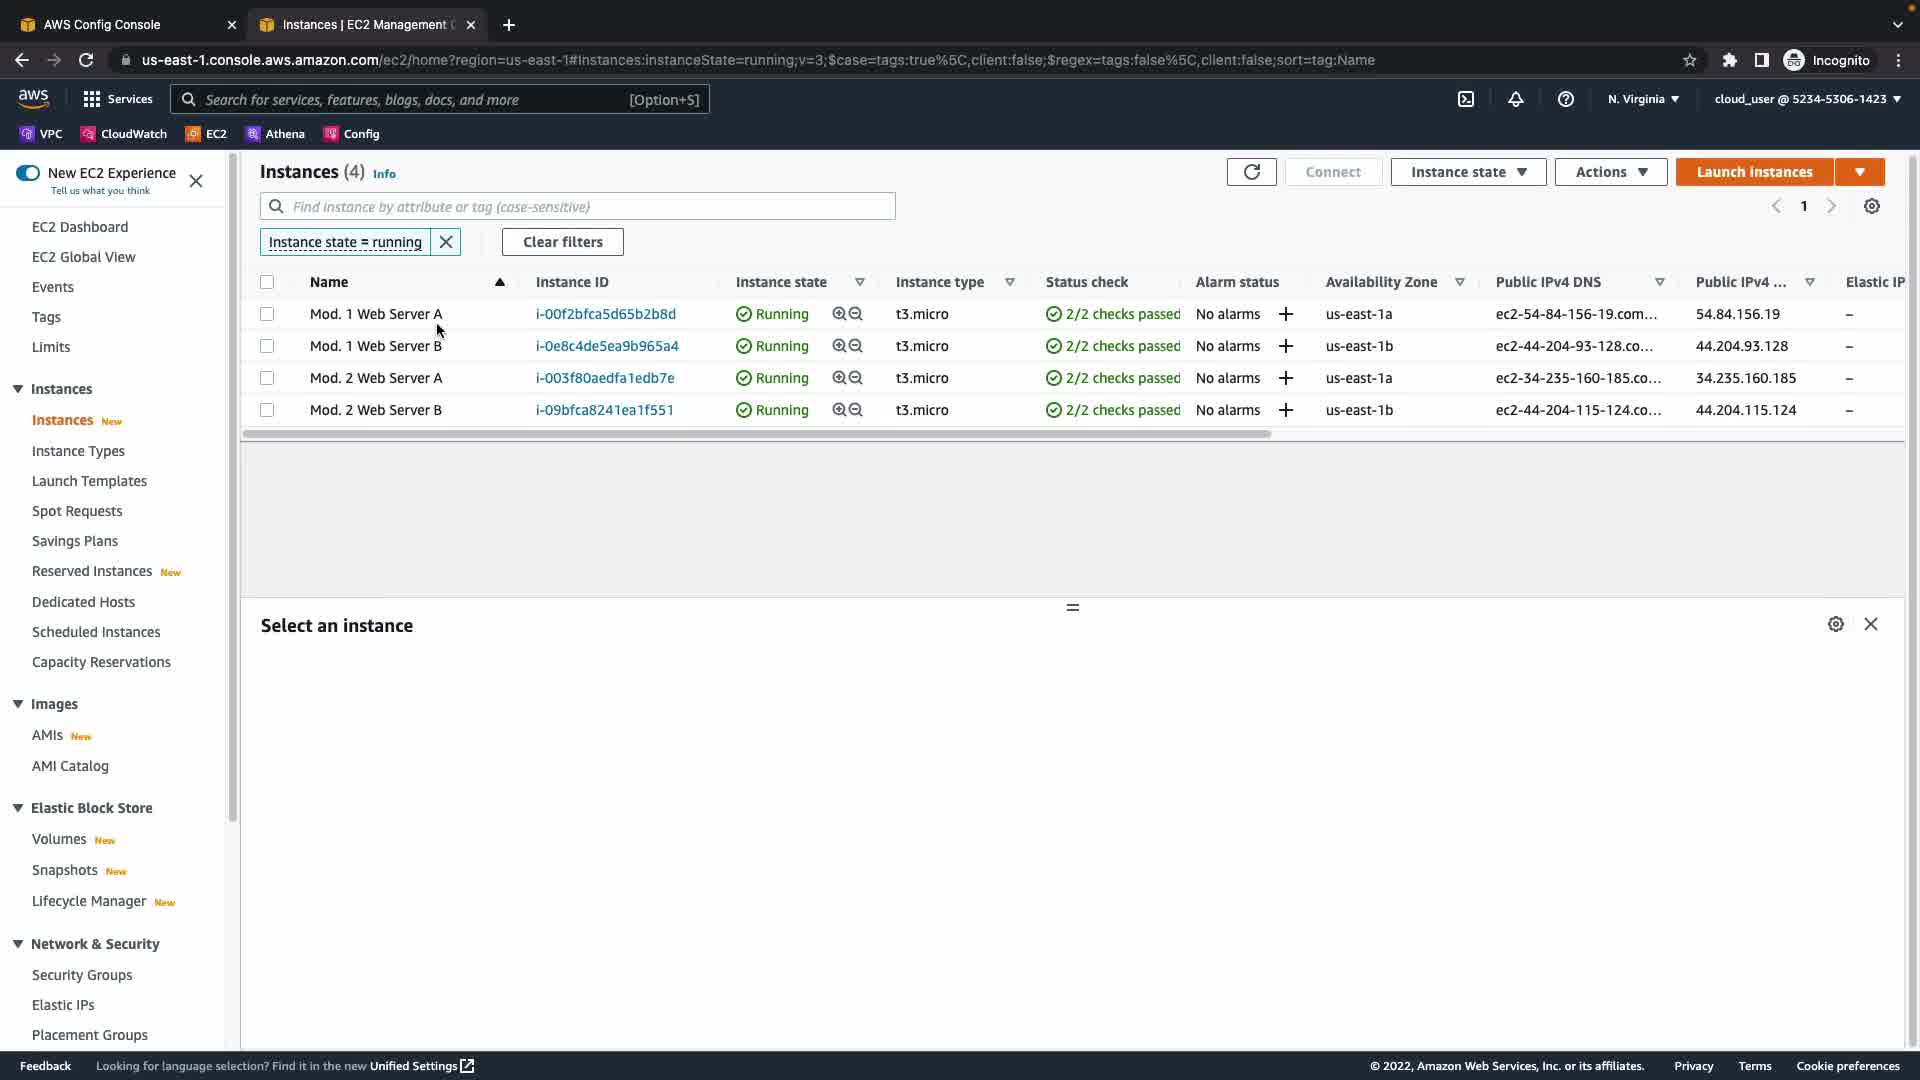 AWS Config Console
Instances | EC2 Management C
us-east-1.console.aws.amazon.com/ec2/home?region=us-east-1#Instances:instanceState=running;v=3;$case=tags:true%5C,client:false;$regex=tags:false%5C,client:false;sort=tag:Name
Incognito
aws
Services
Search for services, features, blogs, docs, and more
[Option+S]
N. Virginia
cloud_user @ 5234-5306-1423
VPC
CloudWatch
EC2
Athena
Config
New EC2 Experience
Tell us what you think
EC2 Dashboard
EC2 Global View
Events
Tags
Limits
Instances
Instances New
Instance Types
Launch Templates
Spot Requests
Savings Plans
Reserved Instances New
Dedicated Hosts
Scheduled Instances
Capacity Reservations
Images
AMIs New
AMI Catalog
Elastic Block Store
Volumes New
Snapshots New
Lifecycle Manager New
Network & Security
Security Groups
Elastic IPs
Placement Groups
Instances (4) Info
Connect
Instance state
Actions
Launch instances
Find instance by attribute or tag (case-sensitive)
1
Instance state = running
Clear filters
Name Instance ID Instance state Instance type Status check Alarm status Availability Zone Public IPv4 DNS Public IPv4 ... Elastic IP
Mod. 1 Web Server A i-00f2bfca5d65b2b8d Running t3.micro 2/2 checks passed No alarms + us-east-1a ec2-54-84-156-19.com... 54.84.156.19 –
Mod. 1 Web Server B i-0e8c4de5ea9b965a4 Running t3.micro 2/2 checks passed No alarms + us-east-1b ec2-44-204-93-128.co... 44.204.93.128 –
Mod. 2 Web Server A i-003f80aedfa1edb7e Running t3.micro 2/2 checks passed No alarms + us-east-1a ec2-34-235-160-185.co... 34.235.160.185 –
Mod. 2 Web Server B i-09bfca8241ea1f551 Running t3.micro 2/2 checks passed No alarms + us-east-1b ec2-44-204-115-124.co... 44.204.115.124 –
Select an instance
Feedback
Looking for language selection? Find it in the new Unified Settings
© 2022, Amazon Web Services, Inc. or its affiliates.
Privacy
Terms
Cookie preferences